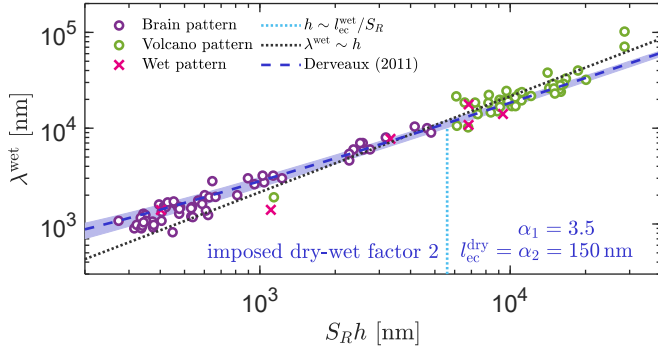 Brain pattern
Volcano pattern
Wet pattern
h ∼ l_ec^wet/S_R
λ^wet ∼ h
Derveaux (2011)
10^5
10^4
10^3
λ^wet [nm]
imposed dry-wet factor 2
α_1 = 3.5
l_ec^dry = α_2 = 150 nm
10^3
10^4
S_R h [nm]